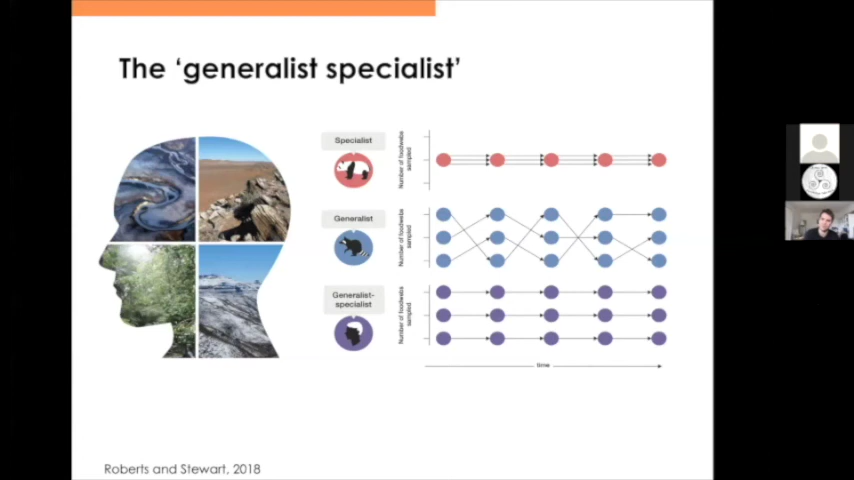 The ‘generalist specialist’
Specialist
Number of foodwebs
sampled
Generalist
Number of foodwebs
sampled
Generalist-
specialist
Number of foodwebs
sampled
time
Roberts and Stewart, 2018